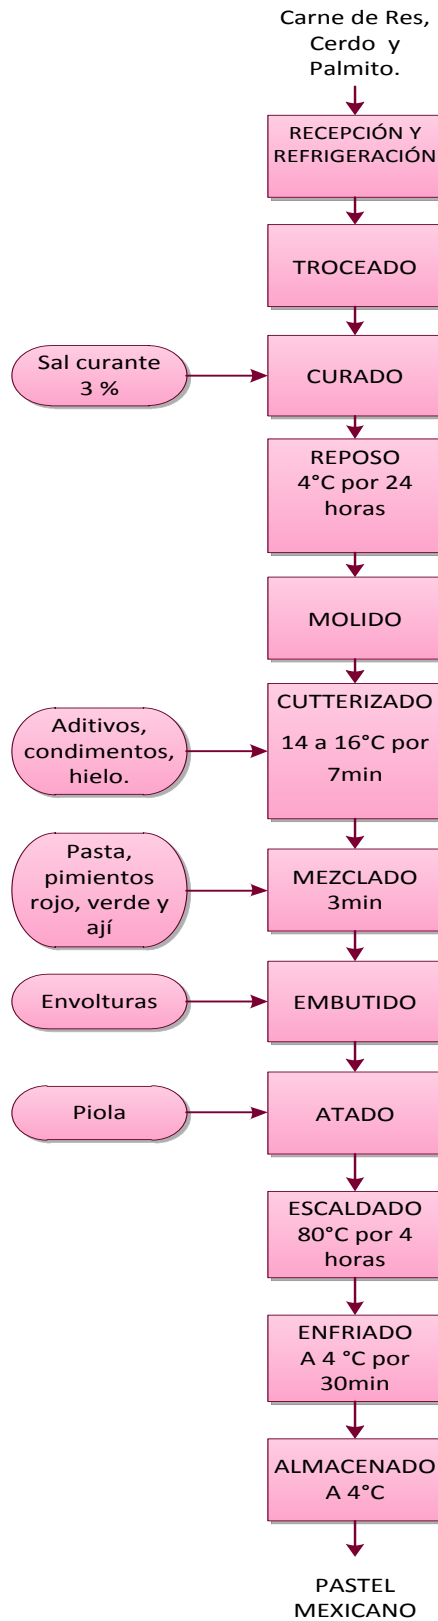 Carne de Res,
Cerdo y
Palmito.
RECEPCIÓN Y
REFRIGERACIÓN
TROCEADO
Sal curante
3 %
CURADO
REPOSO
4°C por 24
horas
MOLIDO
Aditivos,
condimentos,
hielo.
CUTTERIZADO
14 a 16°C por
7min
Pasta,
pimientos
rojo, verde y
ají
MEZCLADO
3min
Envolturas
EMBUTIDO
Piola
ATADO
ESCALDADO
80°C por 4
horas
ENFRIADO
A 4 °C por
30min
ALMACENADO
A 4°C
PASTEL
MEXICANO